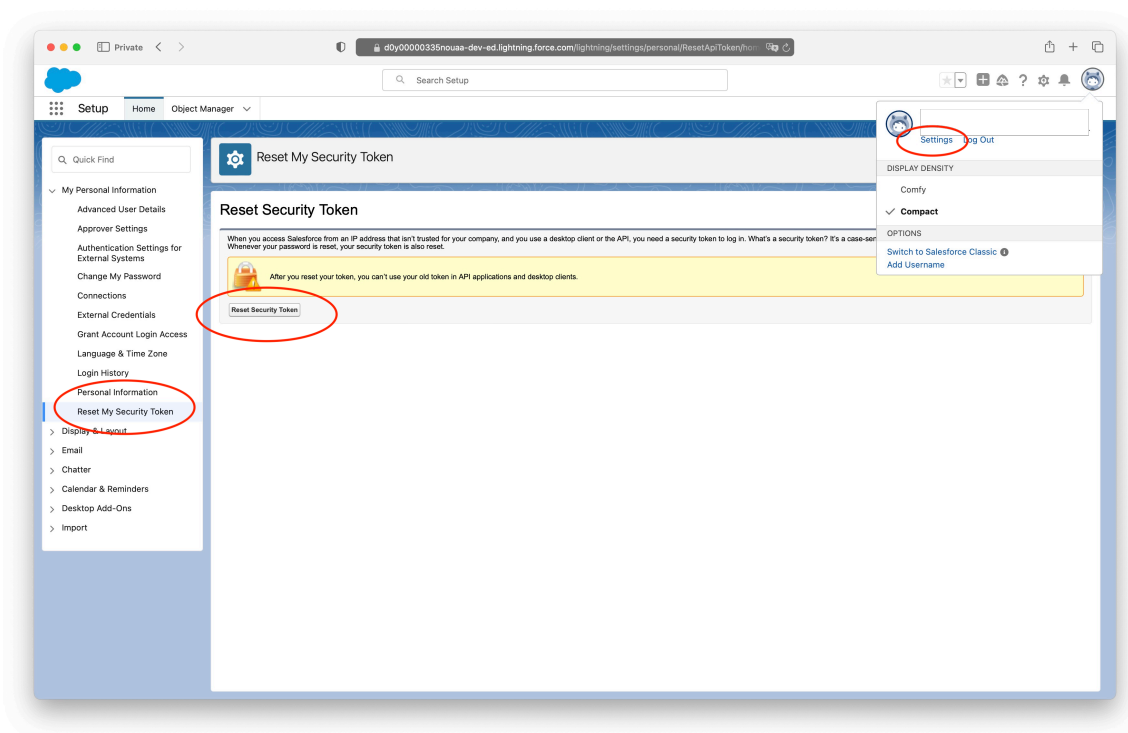 Private
d0y00000335nouaa-dev-ed.lightning.force.com/lightning/settings/personal/ResetApiToken/hom
Search Setup
Setup
Home
Object Manager
Settings
Log Out
DISPLAY DENSITY
Comfy
Compact
OPTIONS
Switch to Salesforce Classic
Add Username
Quick Find
My Personal Information
Advanced User Details
Approver Settings
Authentication Settings for
External Systems
Change My Password
Connections
External Credentials
Grant Account Login Access
Language & Time Zone
Login History
Personal Information
Reset My Security Token
Display & Layout
Email
Chatter
Calendar & Reminders
Desktop Add-Ons
Import
Reset My Security Token
Reset Security Token
When you access Salesforce from an IP address that isn't trusted for your company, and you use a desktop client or the API, you need a security token to log in. What's a security token? It's a case-sen
Whenever your password is reset, your security token is also reset.
After you reset your token, you can't use your old token in API applications and desktop clients.
Reset Security Token